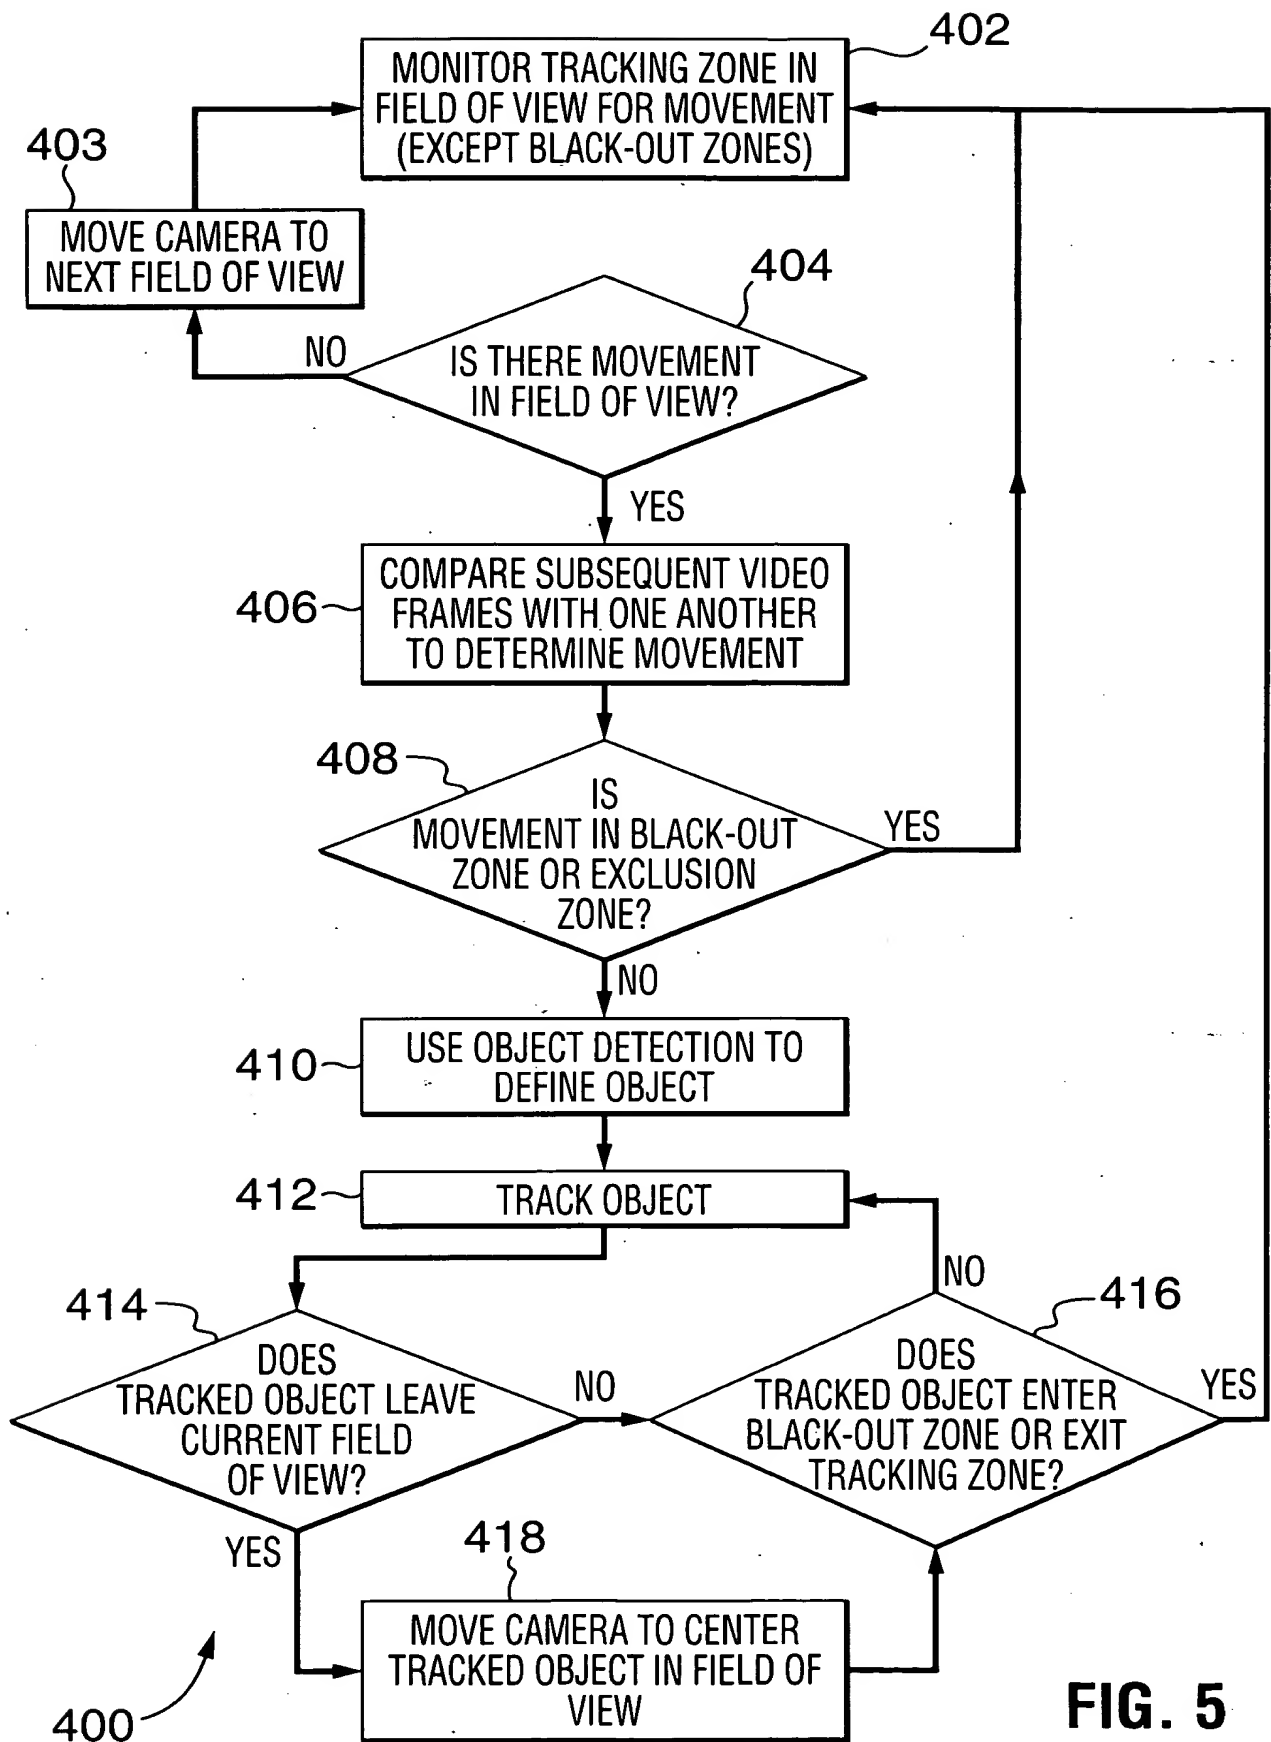 402
MONITOR TRACKING ZONE IN
FIELD OF VIEW FOR MOVEMENT
(EXCEPT BLACK-OUT ZONES)
403
MOVE CAMERA TO
NEXT FIELD OF VIEW
404
NO
IS THERE MOVEMENT
IN FIELD OF VIEW?
YES
406
COMPARE SUBSEQUENT VIDEO
FRAMES WITH ONE ANOTHER
TO DETERMINE MOVEMENT
408
IS
MOVEMENT IN BLACK-OUT
ZONE OR EXCLUSION
ZONE?
YES
NO
410
USE OBJECT DETECTION TO
DEFINE OBJECT
412
TRACK OBJECT
NO
414
DOES
TRACKED OBJECT LEAVE
CURRENT FIELD
OF VIEW?
NO
416
DOES
TRACKED OBJECT ENTER
BLACK-OUT ZONE OR EXIT
TRACKING ZONE?
YES
YES
418
MOVE CAMERA TO CENTER
TRACKED OBJECT IN FIELD OF
VIEW
400
FIG. 5